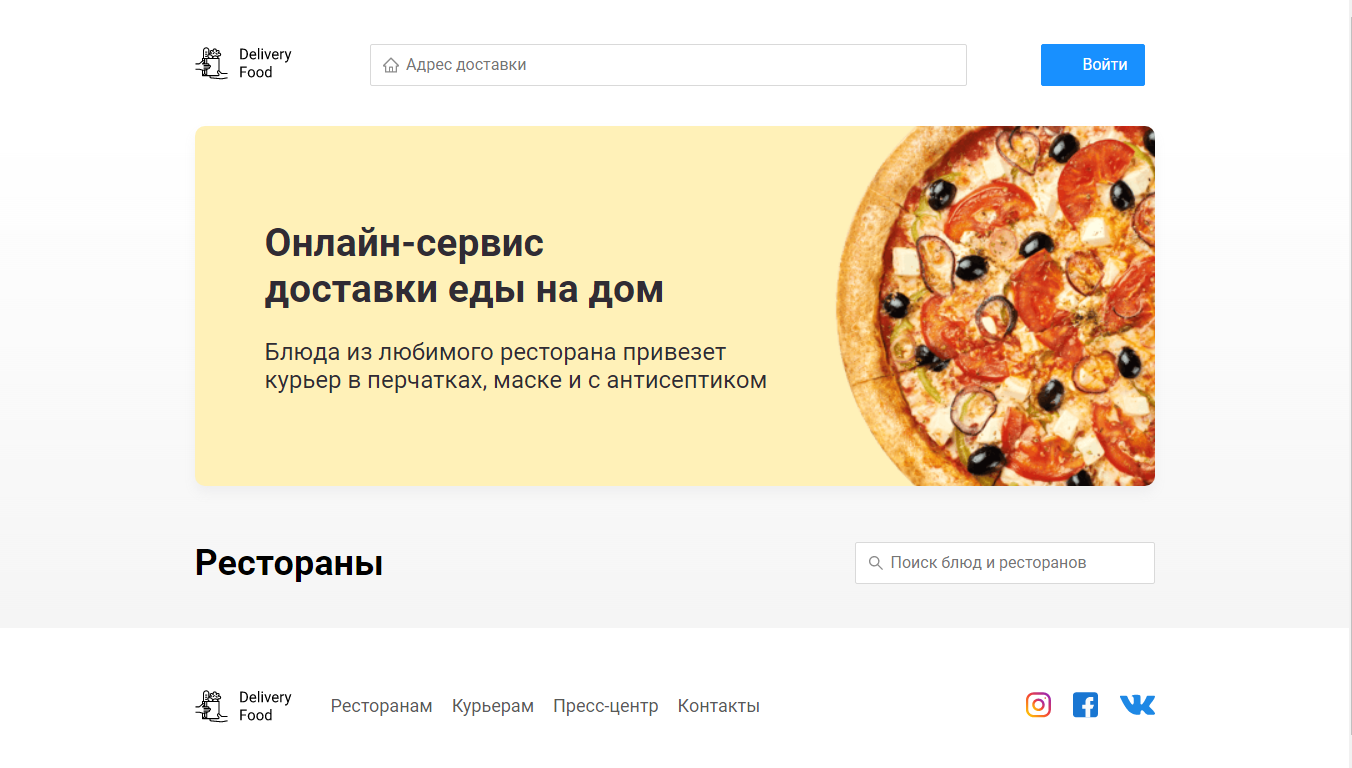 Delivery
Food
Адрес доставки
Войти
Онлайн-сервис
доставки еды на дом
Блюда из любимого ресторана привезет
курьер в перчатках, маске и с антисептиком
Рестораны
Поиск блюд и ресторанов
Delivery
Food
Ресторанам Курьерам Пресс-центр Контакты